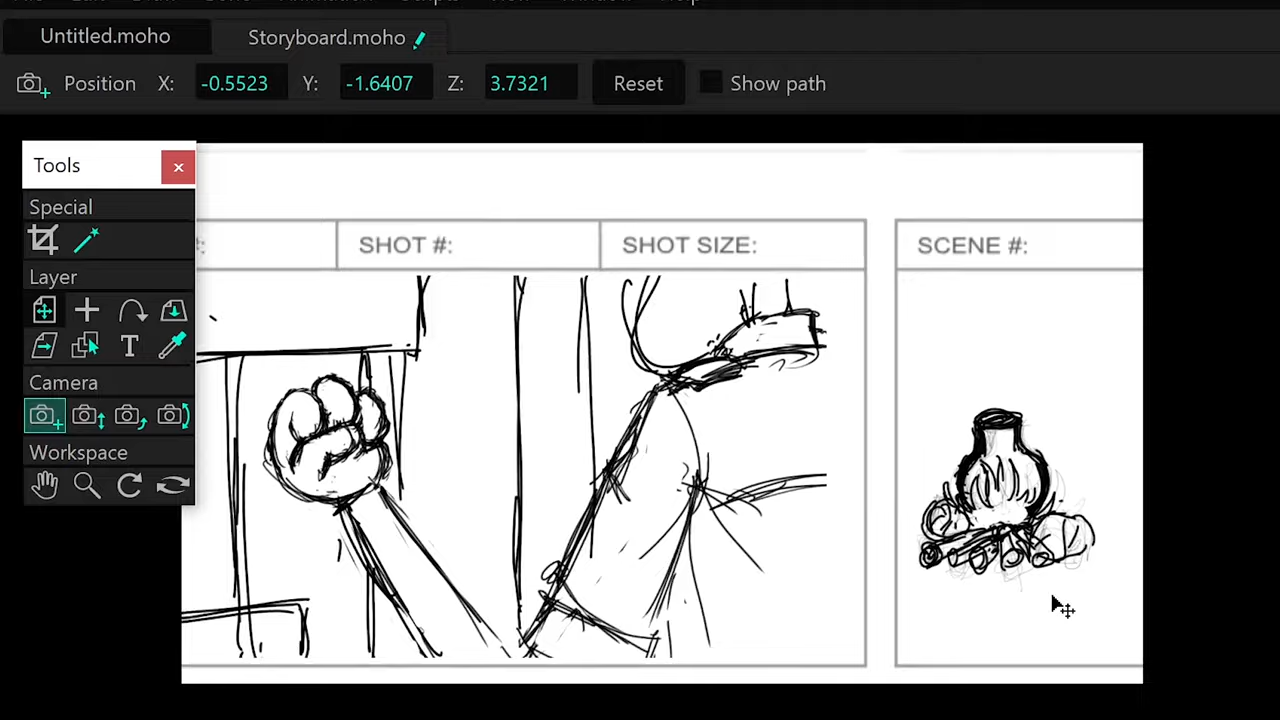 Untitled.moho
Storyboard.moho
Position X: -0.5523 Y: -1.6407 Z: 3.7321 Reset Show path
Tools
Special
Layer
Camera
Workspace
SHOT #:
SHOT SIZE:
SCENE #: